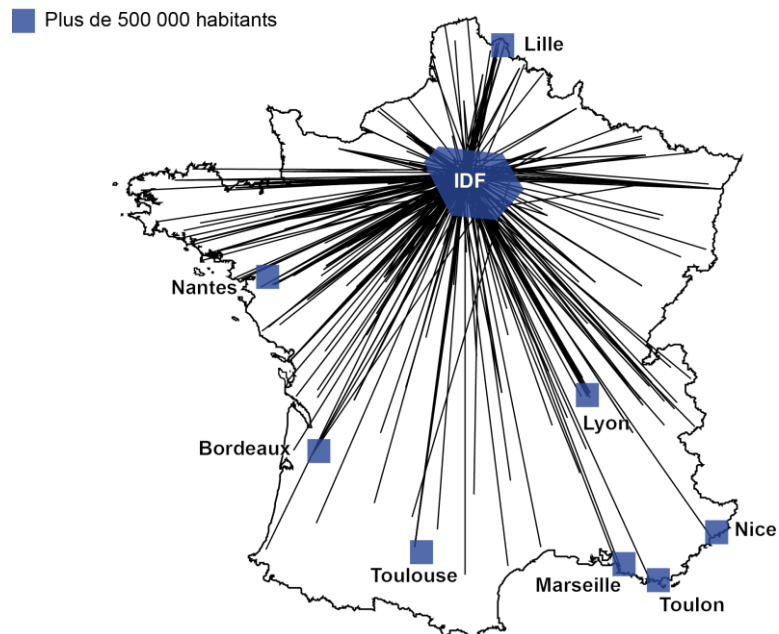 Plus de 500 000 habitants
Lille
IDF
Nantes
Lyon
Bordeaux
Nice
Toulouse
Marseille
Toulon